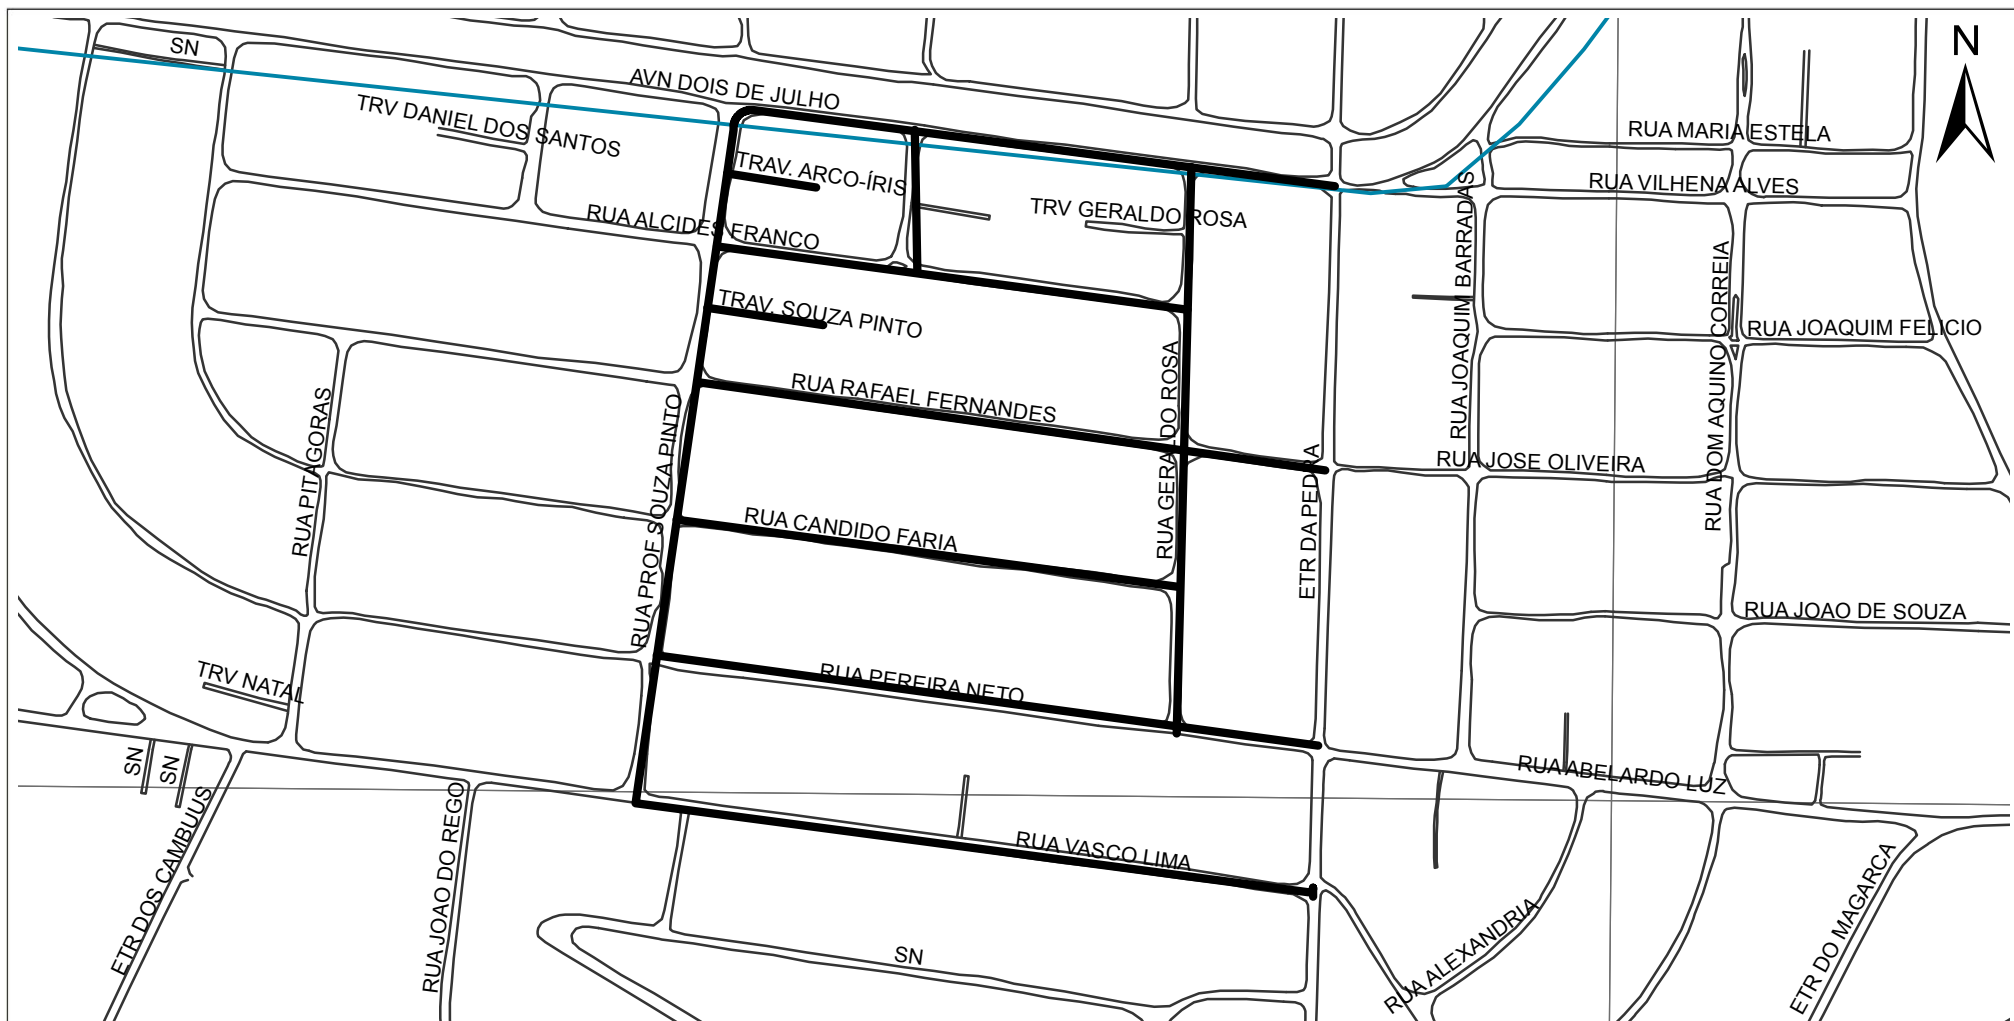 N
SN
AVN DOIS DE JULHO
TRV DANIEL DOS SANTOS
RUA MARIA ESTELA
TRAV. ARCO-ÍRIS
RUA VILHENA ALVES
RUA ALCIDES FRANCO
TRV GERALDO ROSA
RUA JOAQUIM BARRADAS
RUA DOM AQUINO CORREIA
TRAV. SOUZA PINTO
RUA JOAQUIM FELICIO
RUA RAFAEL FERNANDES
RUA GERALDO ROSA
RUA PITAGORAS
RUA PROF SOUZA PINTO
RUA JOSE OLIVEIRA
ETR DA PEDRA
RUA CANDIDO FARIA
RUA JOAO DE SOUZA
TRV NATAL
RUA PEREIRA NETO
SN
SN
RUA ABELARDO LUZ
ETR DOS CAMBUUS
RUA JOAO DO REGO
RUA VASCO LIMA
SN
RUA ALEXANDRIA
ETR DO MAGARCA